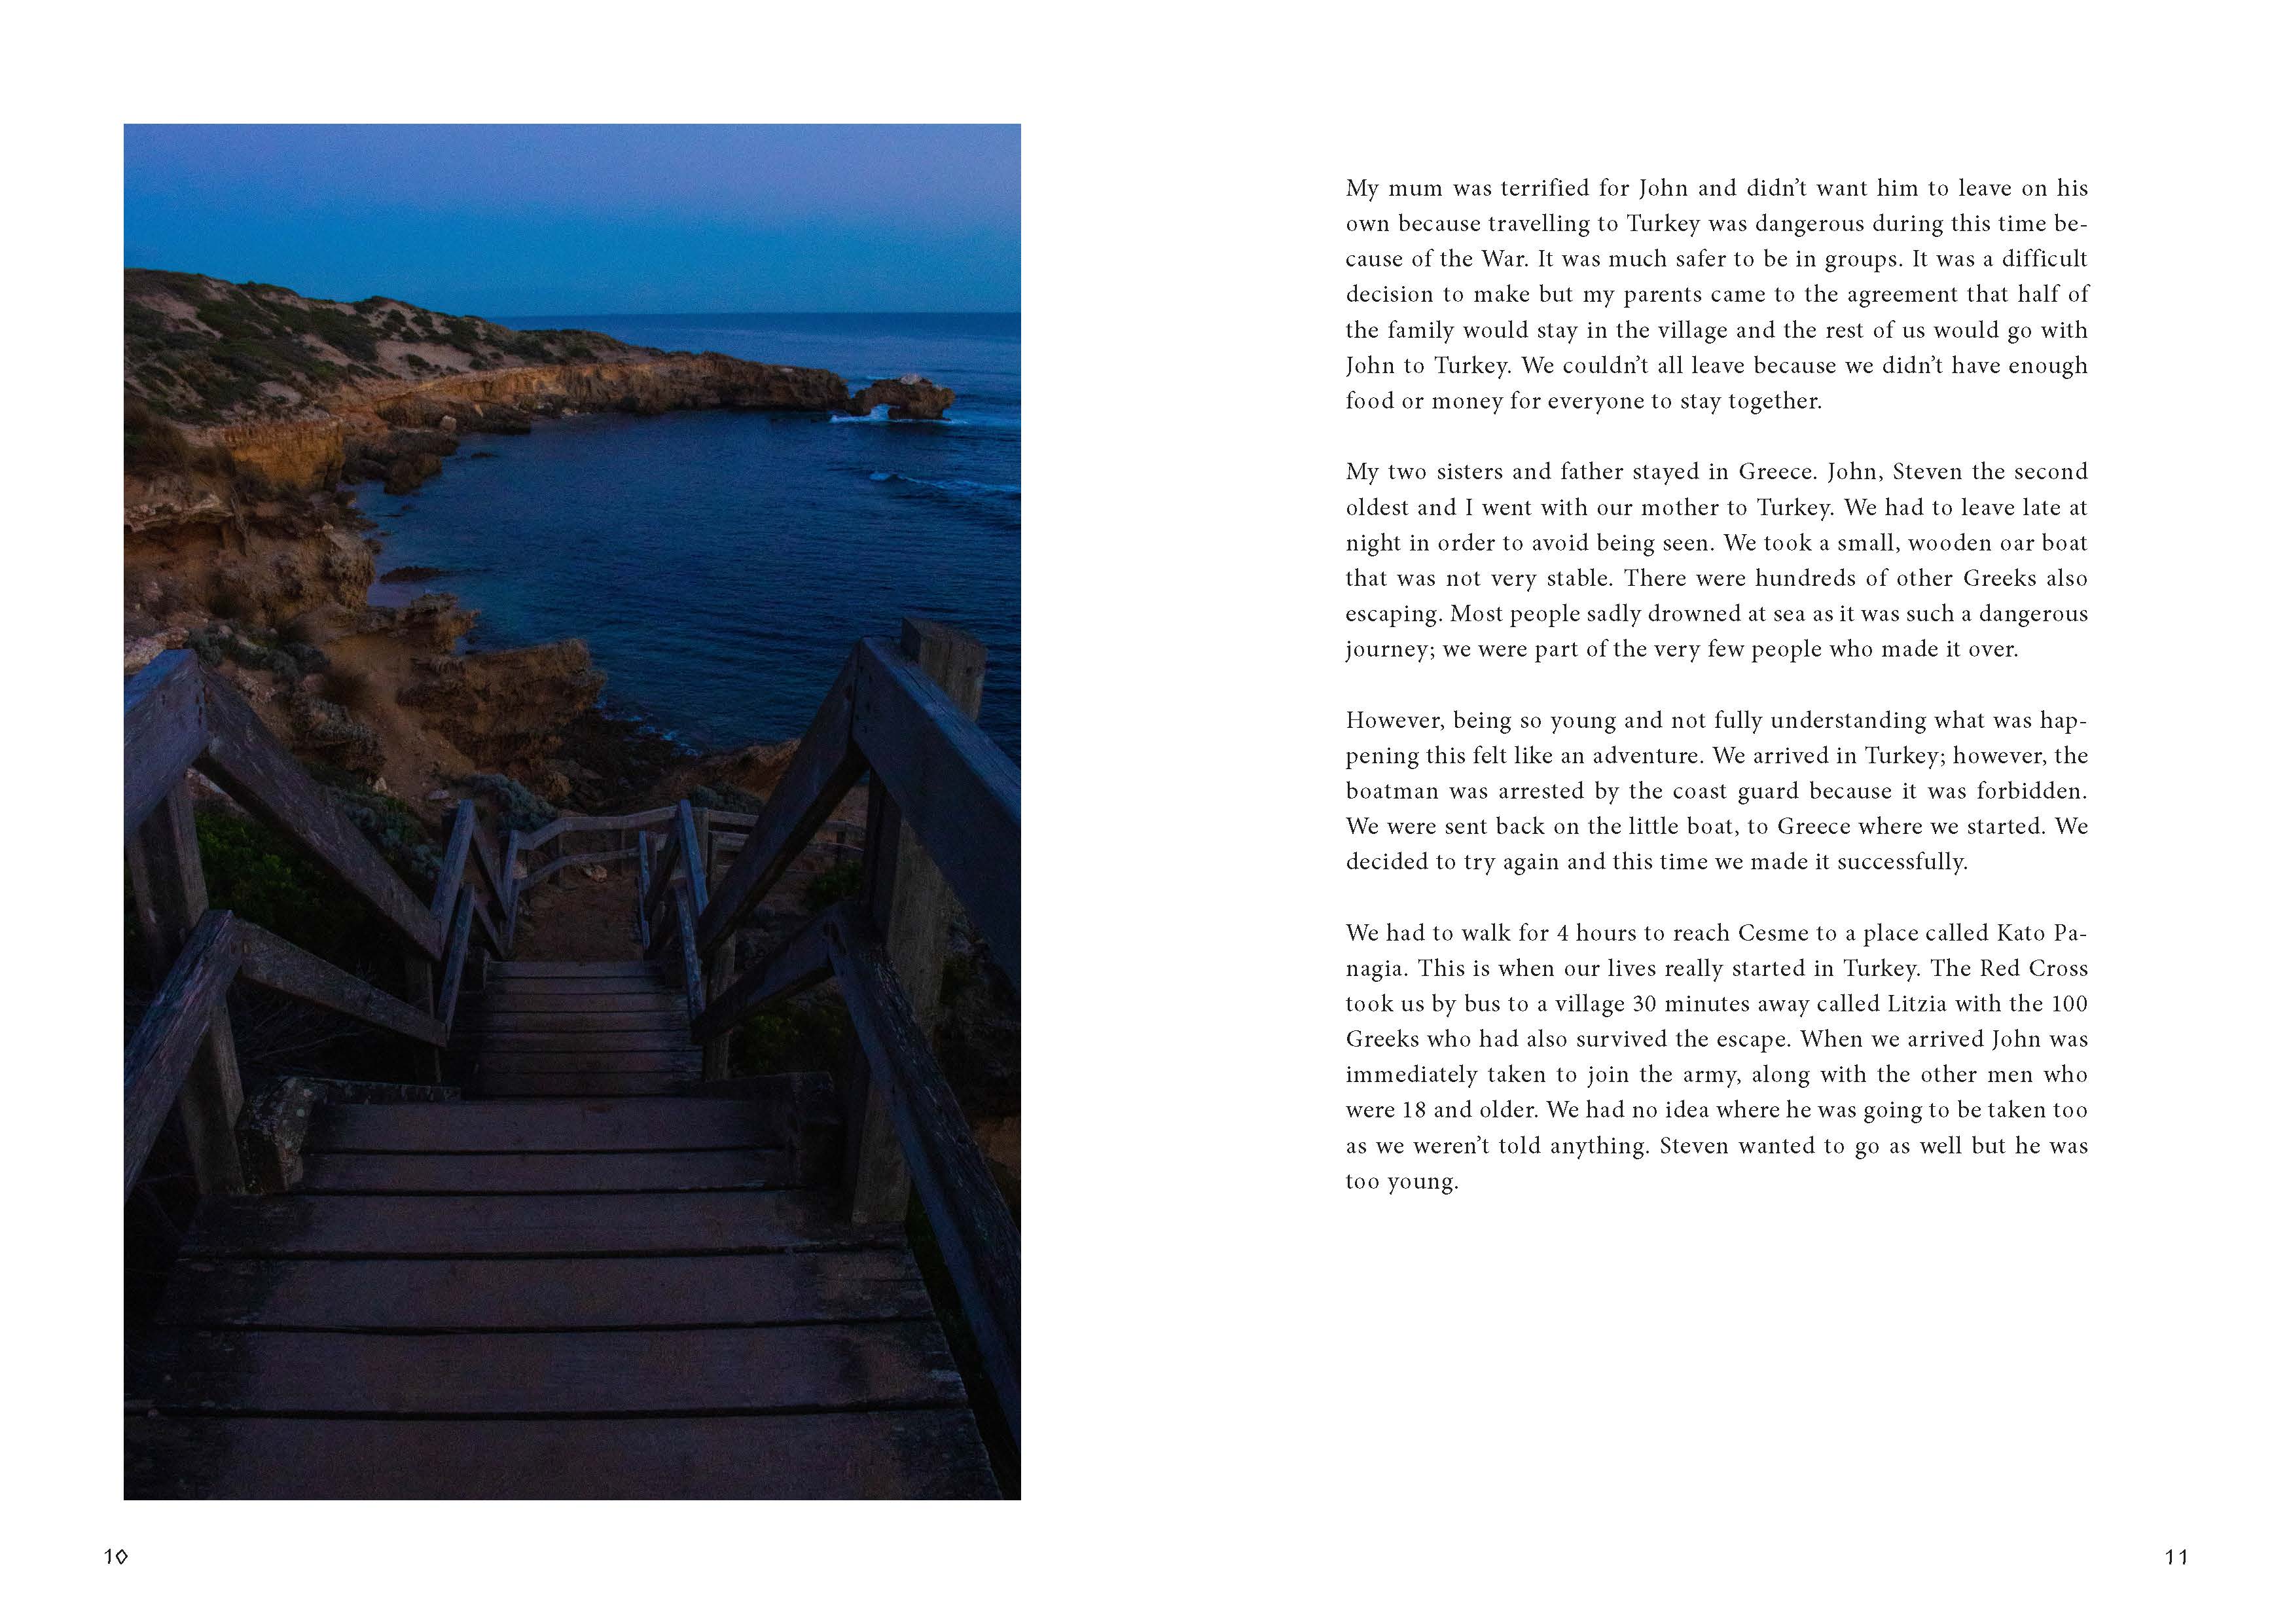 My mum was terrified for John and didn’t want him to leave on his
own because travelling to Turkey was dangerous during this time be-
cause of the War. It was much safer to be in groups. It was a difficult
decision to make but my parents came to the agreement that half of
the family would stay in the village and the rest of us would go with
John to Turkey. We couldn’t all leave because we didn’t have enough
food or money for everyone to stay together.
My two sisters and father stayed in Greece. John, Steven the second
oldest and I went with our mother to Turkey. We had to leave late at
night in order to avoid being seen. We took a small, wooden oar boat
that was not very stable. There were hundreds of other Greeks also
escaping. Most people sadly drowned at sea as it was such a dangerous
journey; we were part of the very few people who made it over.
However, being so young and not fully understanding what was hap-
pening this felt like an adventure. We arrived in Turkey; however, the
boatman was arrested by the coast guard because it was forbidden.
We were sent back on the little boat, to Greece where we started. We
decided to try again and this time we made it successfully.
We had to walk for 4 hours to reach Cesme to a place called Kato Pa-
nagia. This is when our lives really started in Turkey. The Red Cross
took us by bus to a village 30 minutes away called Litzia with the 100
Greeks who had also survived the escape. When we arrived John was
immediately taken to join the army, along with the other men who
were 18 and older. We had no idea where he was going to be taken too
as we weren’t told anything. Steven wanted to go as well but he was
too young.
10
11